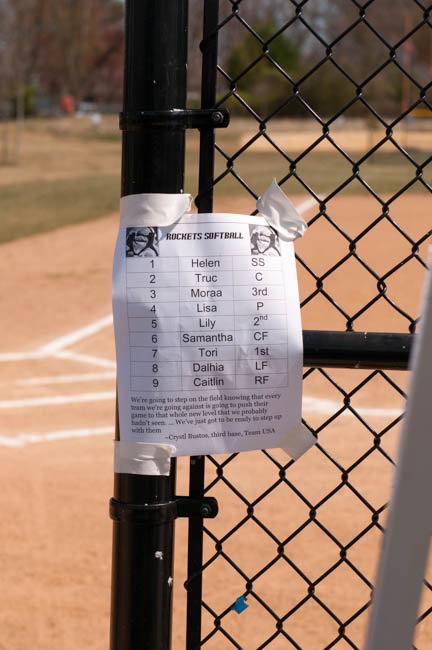 ROCKETS SOFTBALL
1 Helen SS
2 Truc C
3 Moraa 3rd
4 Lisa P
5 Lily 2nd
6 Samantha CF
7 Tori 1st
8 Dalhia LF
9 Caitlin RF
We're going to step on the field knowing that every
team we're going against is going to push their
game to that whole new level that we probably
hadn't seen. ... We've just got to be ready to step up
with them
~Crystl Bustos, third base, Team USA